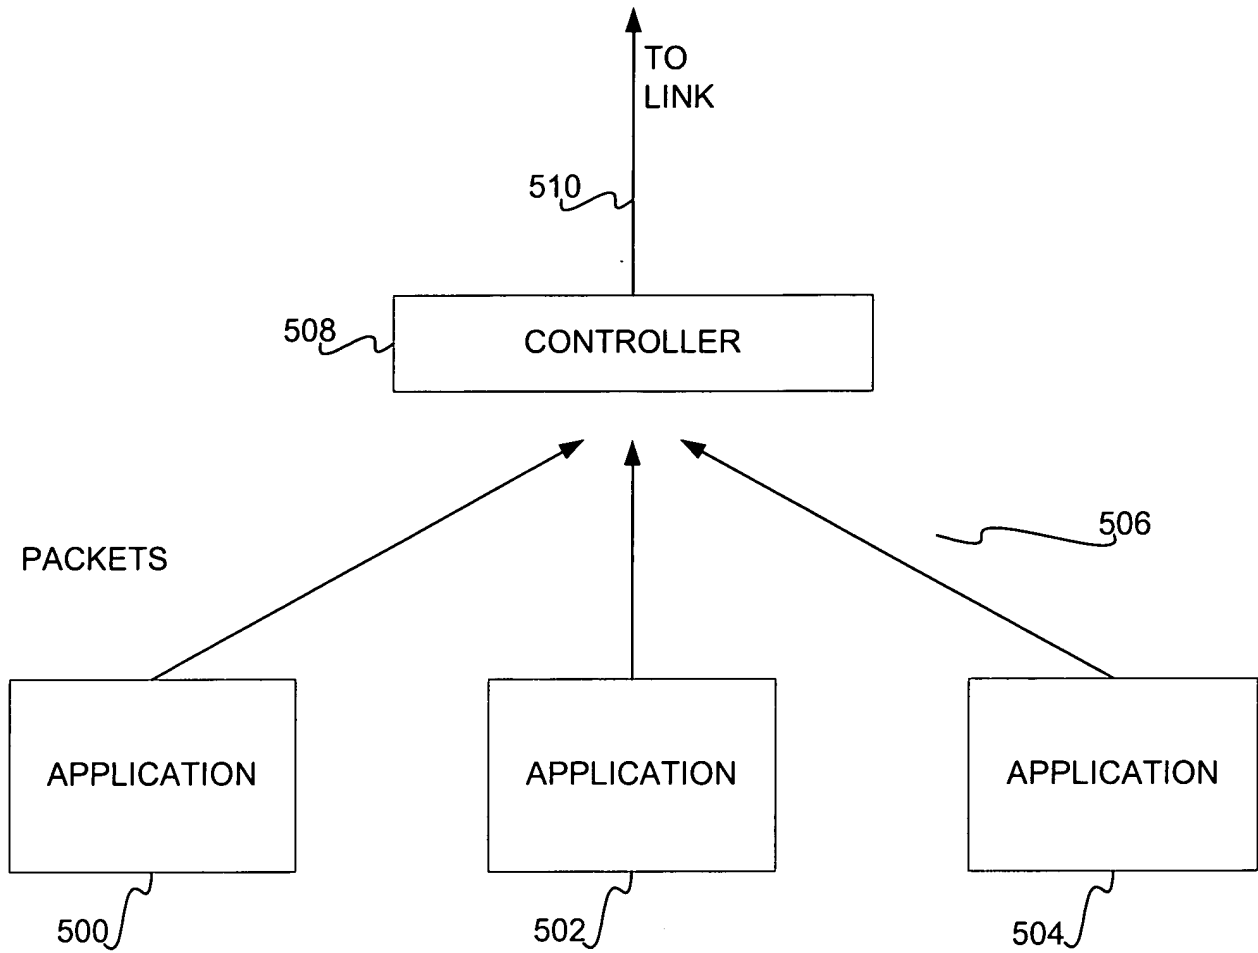 TO
LINK
510
508
CONTROLLER
506
PACKETS
APPLICATION
APPLICATION
APPLICATION
500
502
504